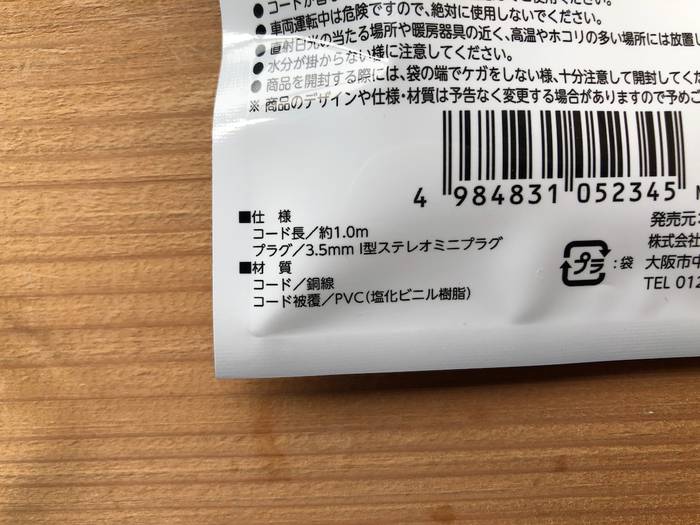 ●車両運転中は危険ですので、絶対に使用しないでください。
●直射日光の当たる場所や暖房器具の近く、高温やホコリの多い場所には放置し
●水分が掛からない様に注意してください。
●商品を開封する際には、袋の端でケガをしない様、十分注意して開封してくだ
※商品のデザインや仕様・材質は予告なく変更する場合がありますので予めご
4 984831 052345
■仕 様
コード長/約1.0m
プラグ/3.5mm I型ステレオミニプラグ
■材 質
コード/銅線
コード被覆/PVC(塩化ビニル樹脂)
プラ :袋
発売元:
株式会社
大阪市中
TEL 012